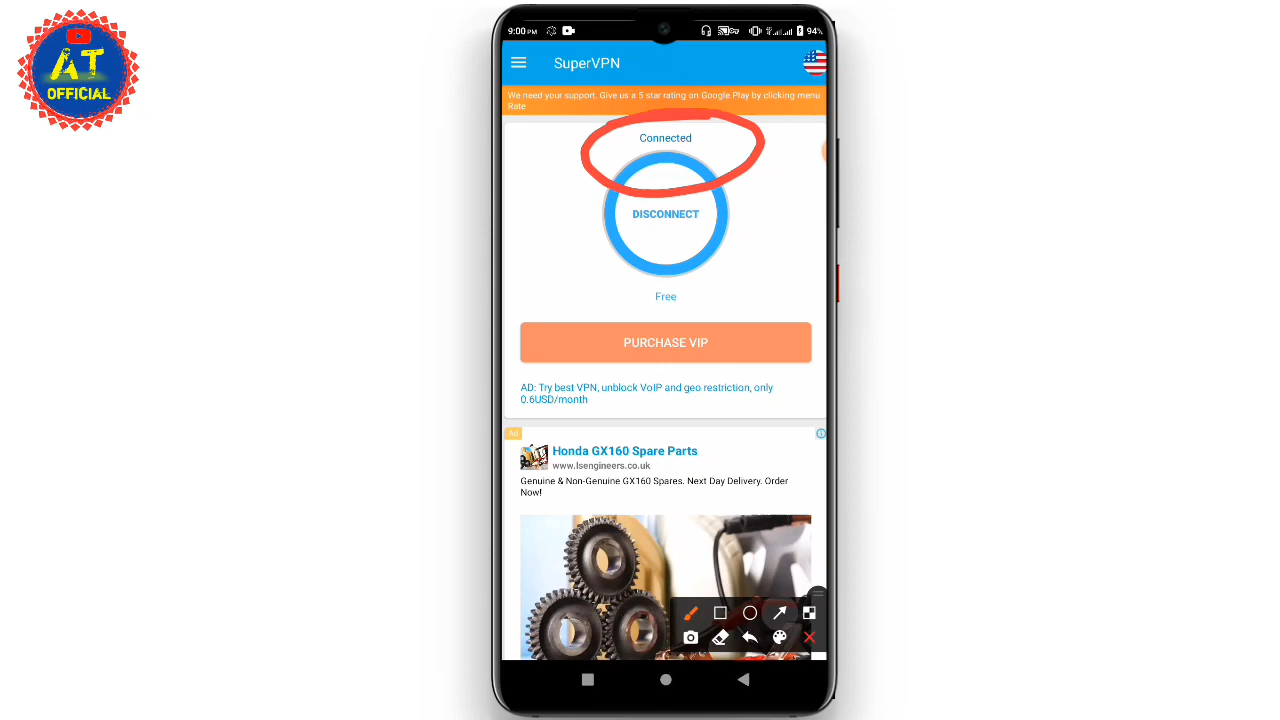 AT
OFFICIAL
9:00 PM
94%
SuperVPN
We need your support. Give us a 5 star rating on Google Play by clicking menu
Rate
Connected
DISCONNECT
Free
PURCHASE VIP
AD: Try best VPN, unblock VoIP and geo restriction, only
0.6USD/month
Ad
Honda GX160 Spare Parts
www.lsengineers.co.uk
Genuine & Non-Genuine GX160 Spares. Next Day Delivery. Order
Now!